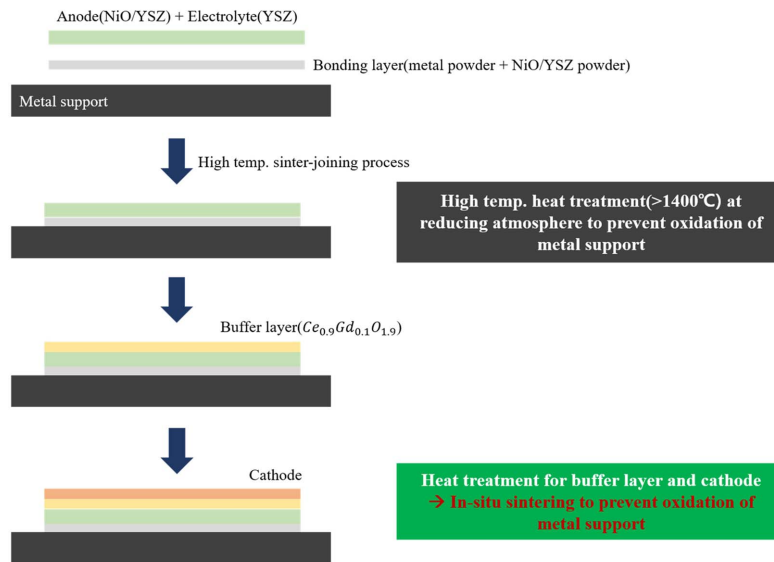 Anode(NiO/YSZ) + Electrolyte(YSZ)
Bonding layer(metal powder + NiO/YSZ powder)
Metal support
High temp. sinter-joining process
High temp. heat treatment(>1400℃) at
reducing atmosphere to prevent oxidation of
metal support
Buffer layer(Ce₀.₉Gd₀.₁O₁.₉)
Cathode
Heat treatment for buffer layer and cathode
→ In-situ sintering to prevent oxidation of
metal support